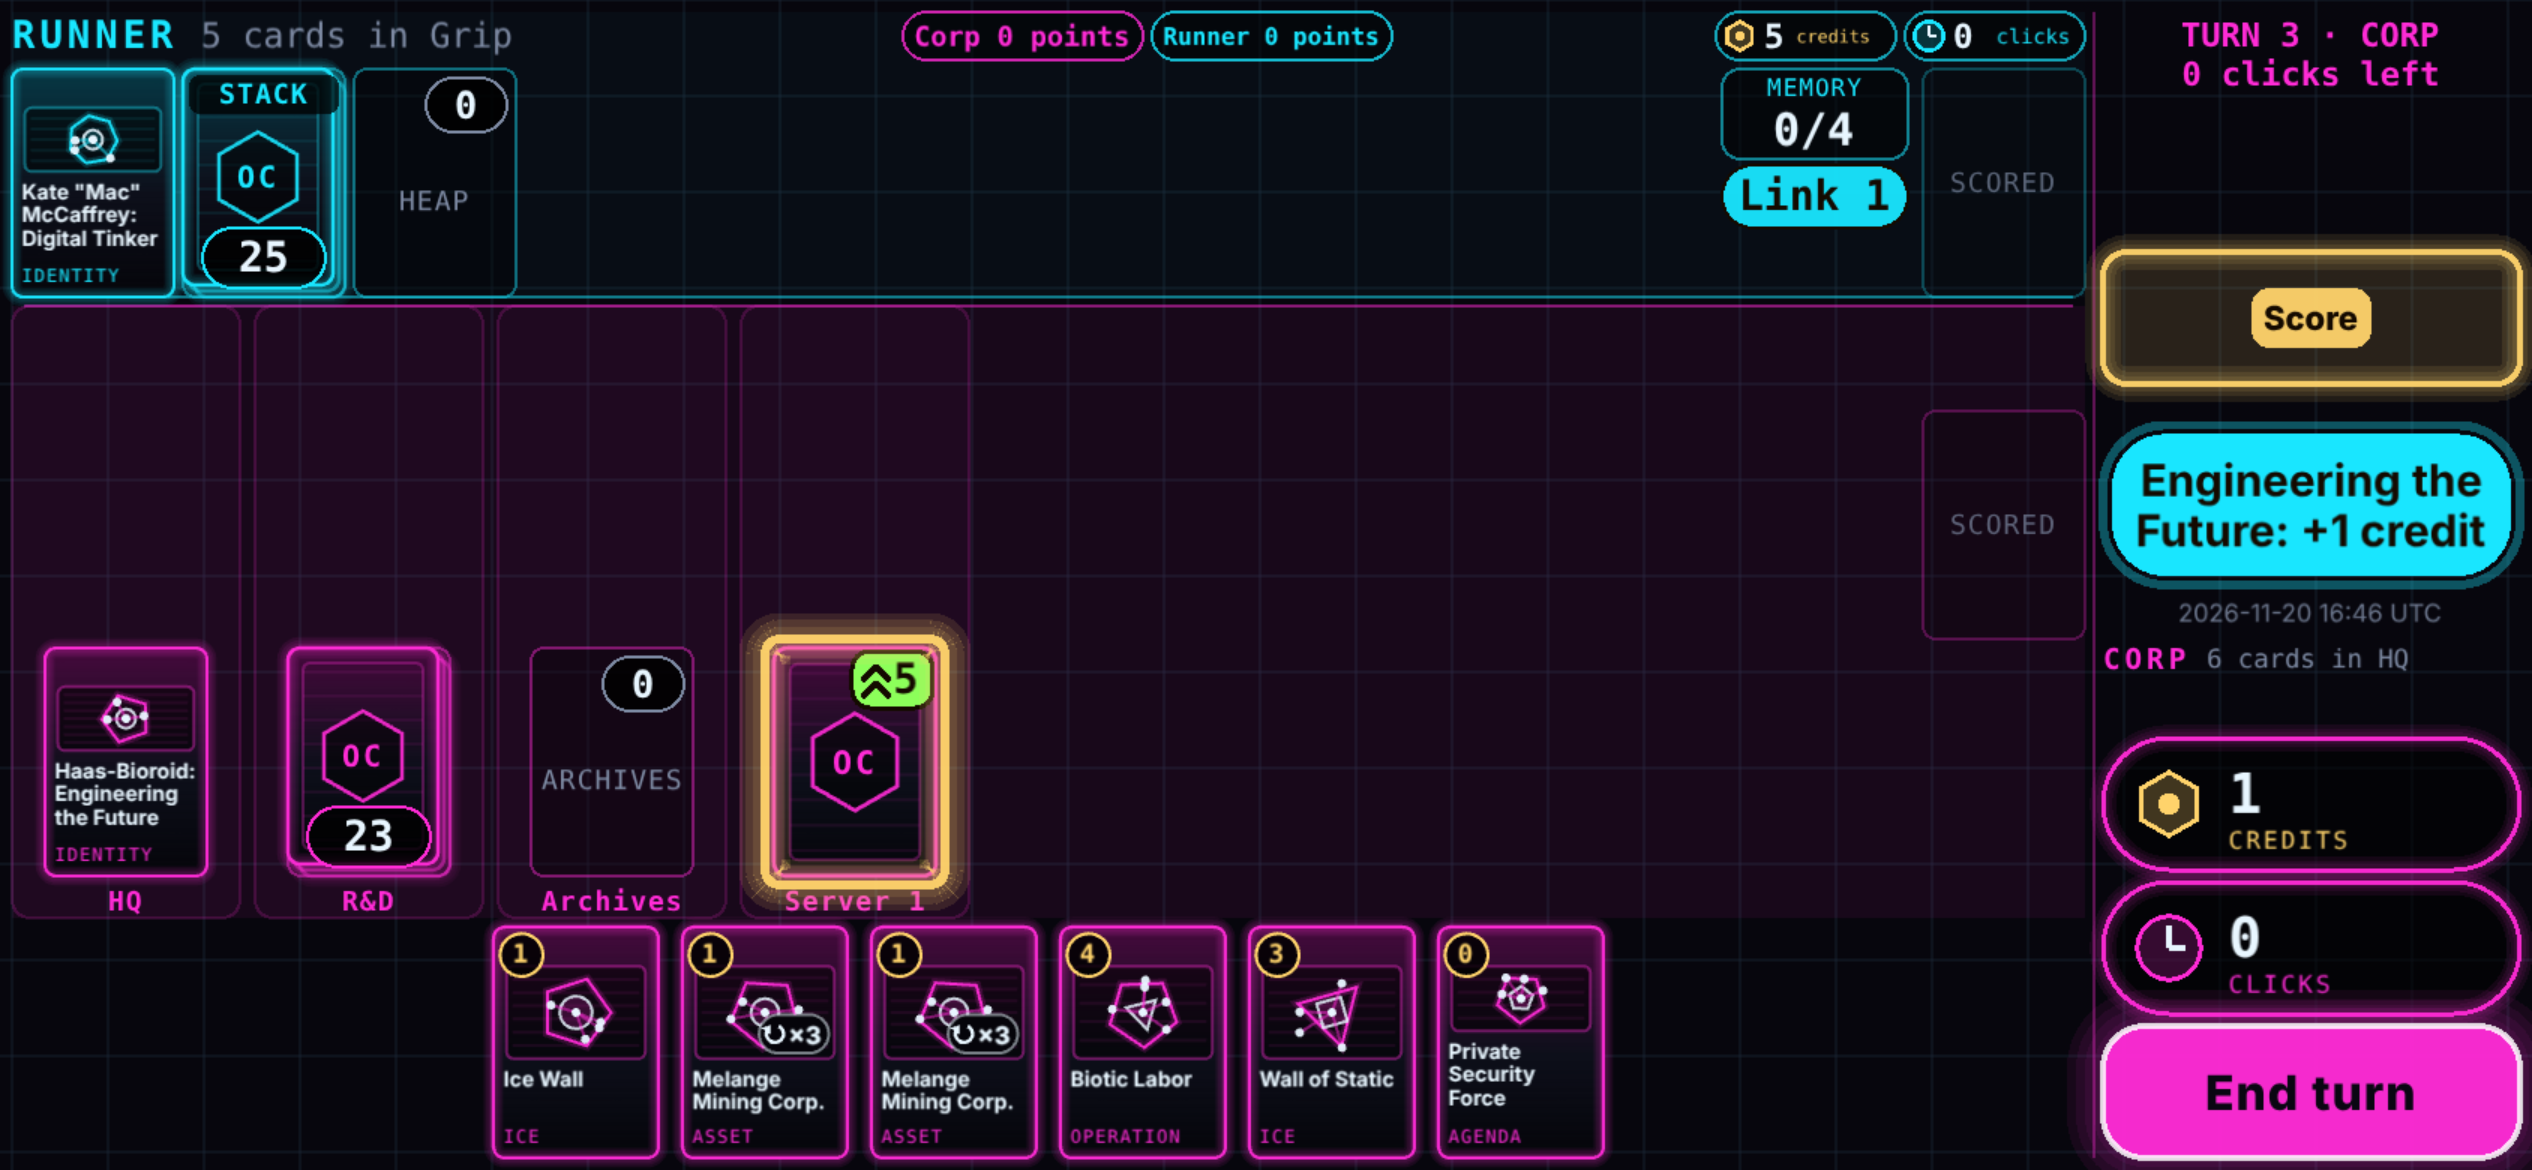 RUNNER 5 cards in Grip
Corp 0 points
Runner 0 points
5 credits
0 clicks
TURN 3 · CORP
0 clicks left
STACK
OC
25
Kate "Mac"
McCaffrey:
Digital Tinker
IDENTITY
0
HEAP
MEMORY
0/4
Link 1
SCORED
Score
Engineering the
Future: +1 credit
2026-11-20 16:46 UTC
CORP 6 cards in HQ
SCORED
Haas-Bioroid:
Engineering
the Future
IDENTITY
HQ
OC
23
R&D
0
ARCHIVES
Archives
5
OC
Server 1
1
CREDITS
0
CLICKS
End turn
1
Ice Wall
ICE
1
×3
Melange
Mining Corp.
ASSET
1
×3
Melange
Mining Corp.
ASSET
4
Biotic Labor
OPERATION
3
Wall of Static
ICE
0
Private
Security
Force
AGENDA